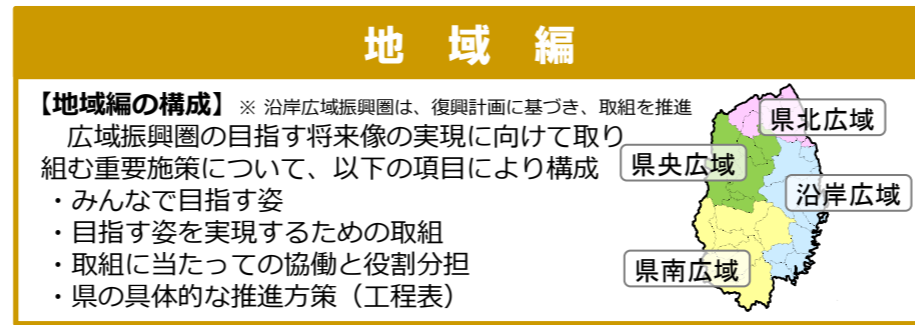 地 域 編
【地域編の構成】※ 沿岸広域振興圏は、復興計画に基づき、取組を推進
広域振興圏の目指す将来像の実現に向けて取り
組む重要施策について、以下の項目により構成
・みんなで目指す姿
・目指す姿を実現するための取組
・取組に当たっての協働と役割分担
・県の具体的な推進方策（工程表）
県北広域
県央広域
沿岸広域
県南広域